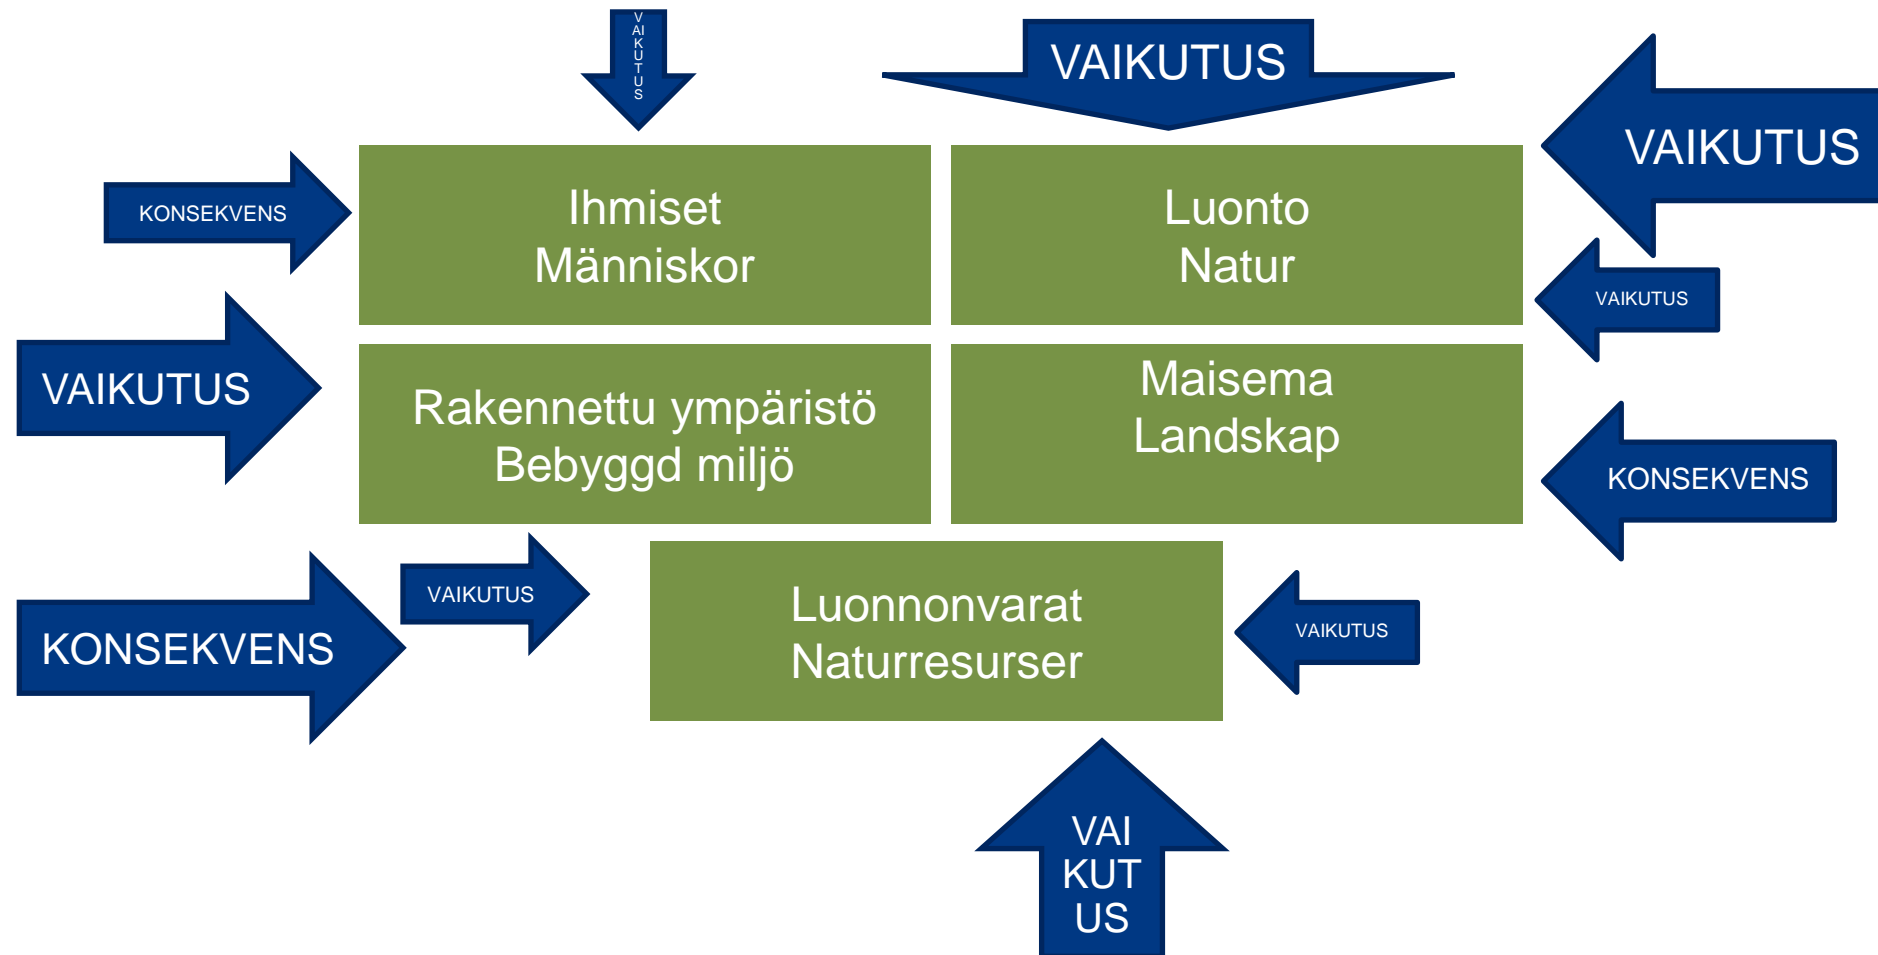 V
AI
K
U
T
U
S
VAIKUTUS
VAIKUTUS
KONSEKVENS
Ihmiset
Människor
Luonto
Natur
VAIKUTUS
VAIKUTUS
Rakennettu ympäristö
Bebyggd miljö
Maisema
Landskap
KONSEKVENS
KONSEKVENS
VAIKUTUS
Luonnonvarat
Naturresurser
VAIKUTUS
VAI
KUT
US